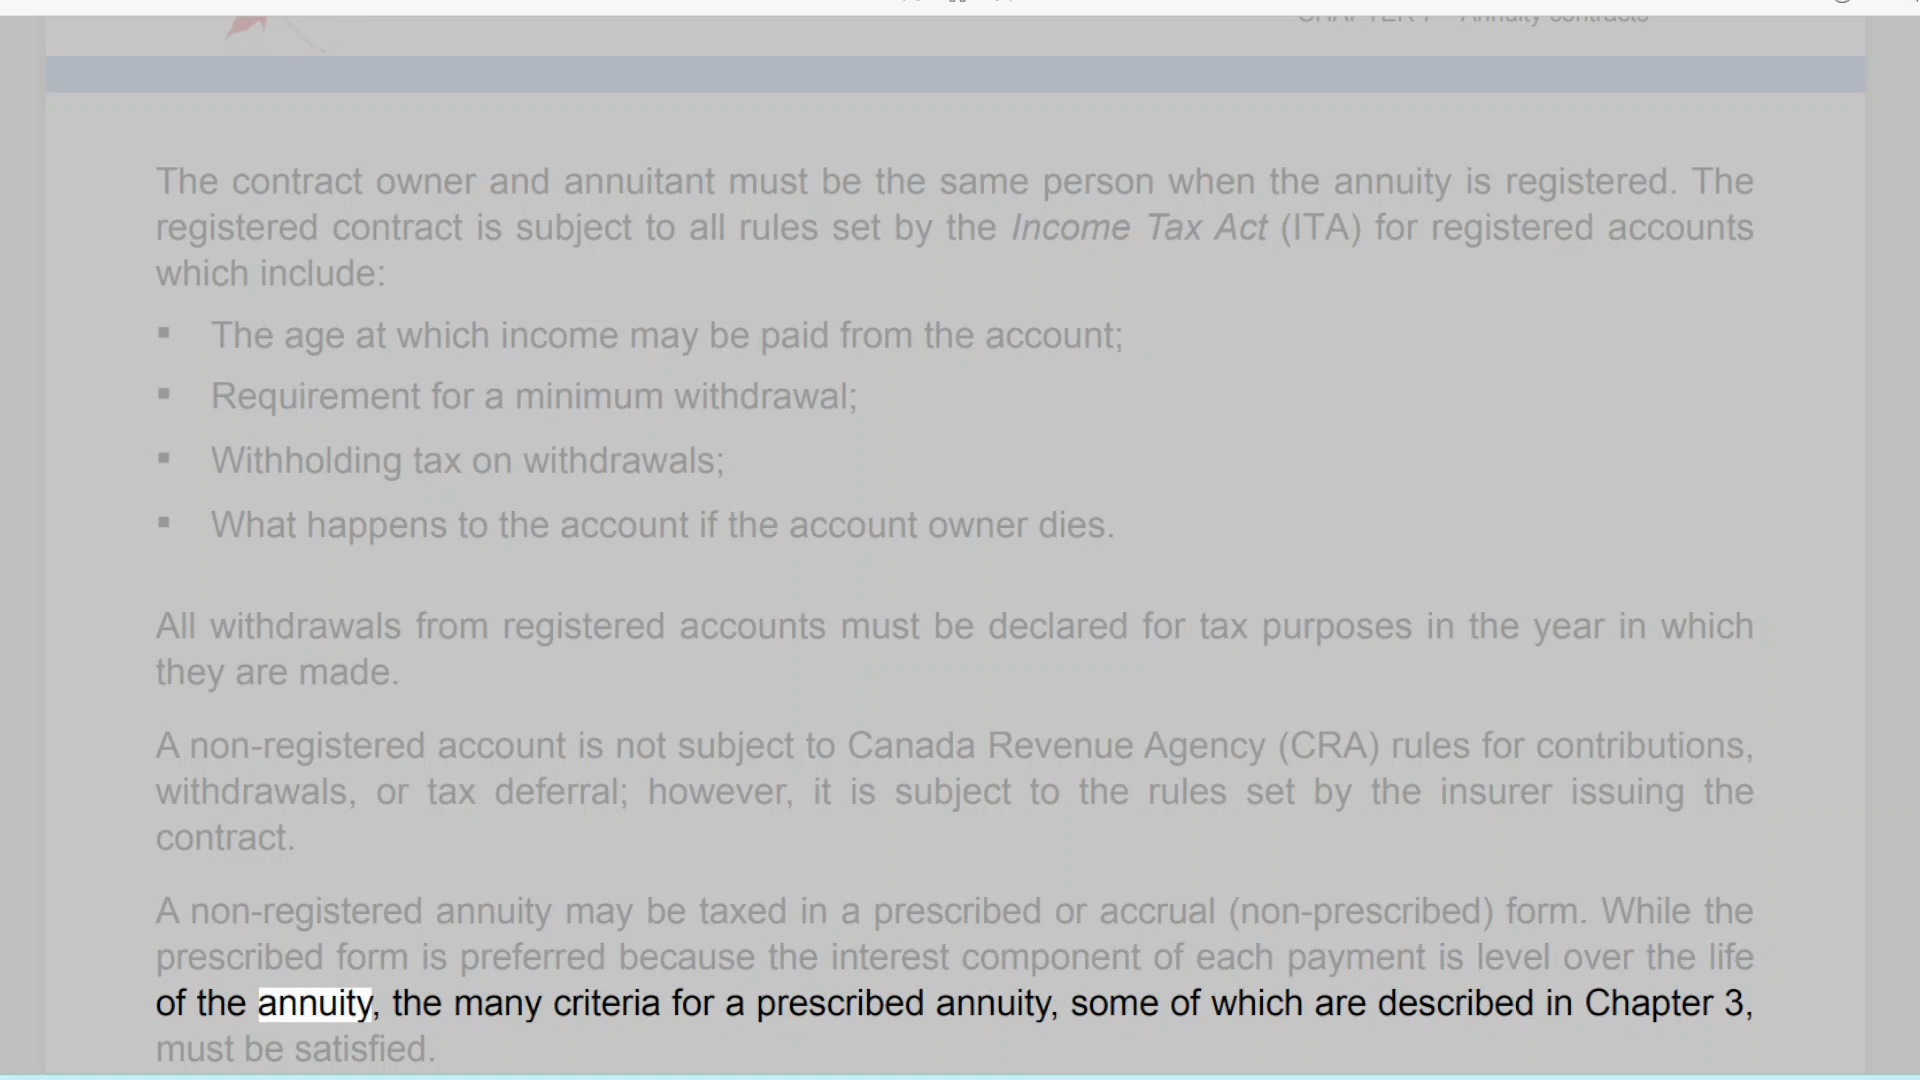 Annuity contracts
The contract owner and annuitant must be the same person when the annuity is registered. The
registered contract is subject to all rules set by the Income Tax Act (ITA) for registered accounts
which include:
▪ The age at which income may be paid from the account;
▪ Requirement for a minimum withdrawal;
▪ Withholding tax on withdrawals;
▪ What happens to the account if the account owner dies.
All withdrawals from registered accounts must be declared for tax purposes in the year in which
they are made.
A non-registered account is not subject to Canada Revenue Agency (CRA) rules for contributions,
withdrawals, or tax deferral; however, it is subject to the rules set by the insurer issuing the
contract.
A non-registered annuity may be taxed in a prescribed or accrual (non-prescribed) form. While the
prescribed form is preferred because the interest component of each payment is level over the life
of the annuity, the many criteria for a prescribed annuity, some of which are described in Chapter 3,
must be satisfied.